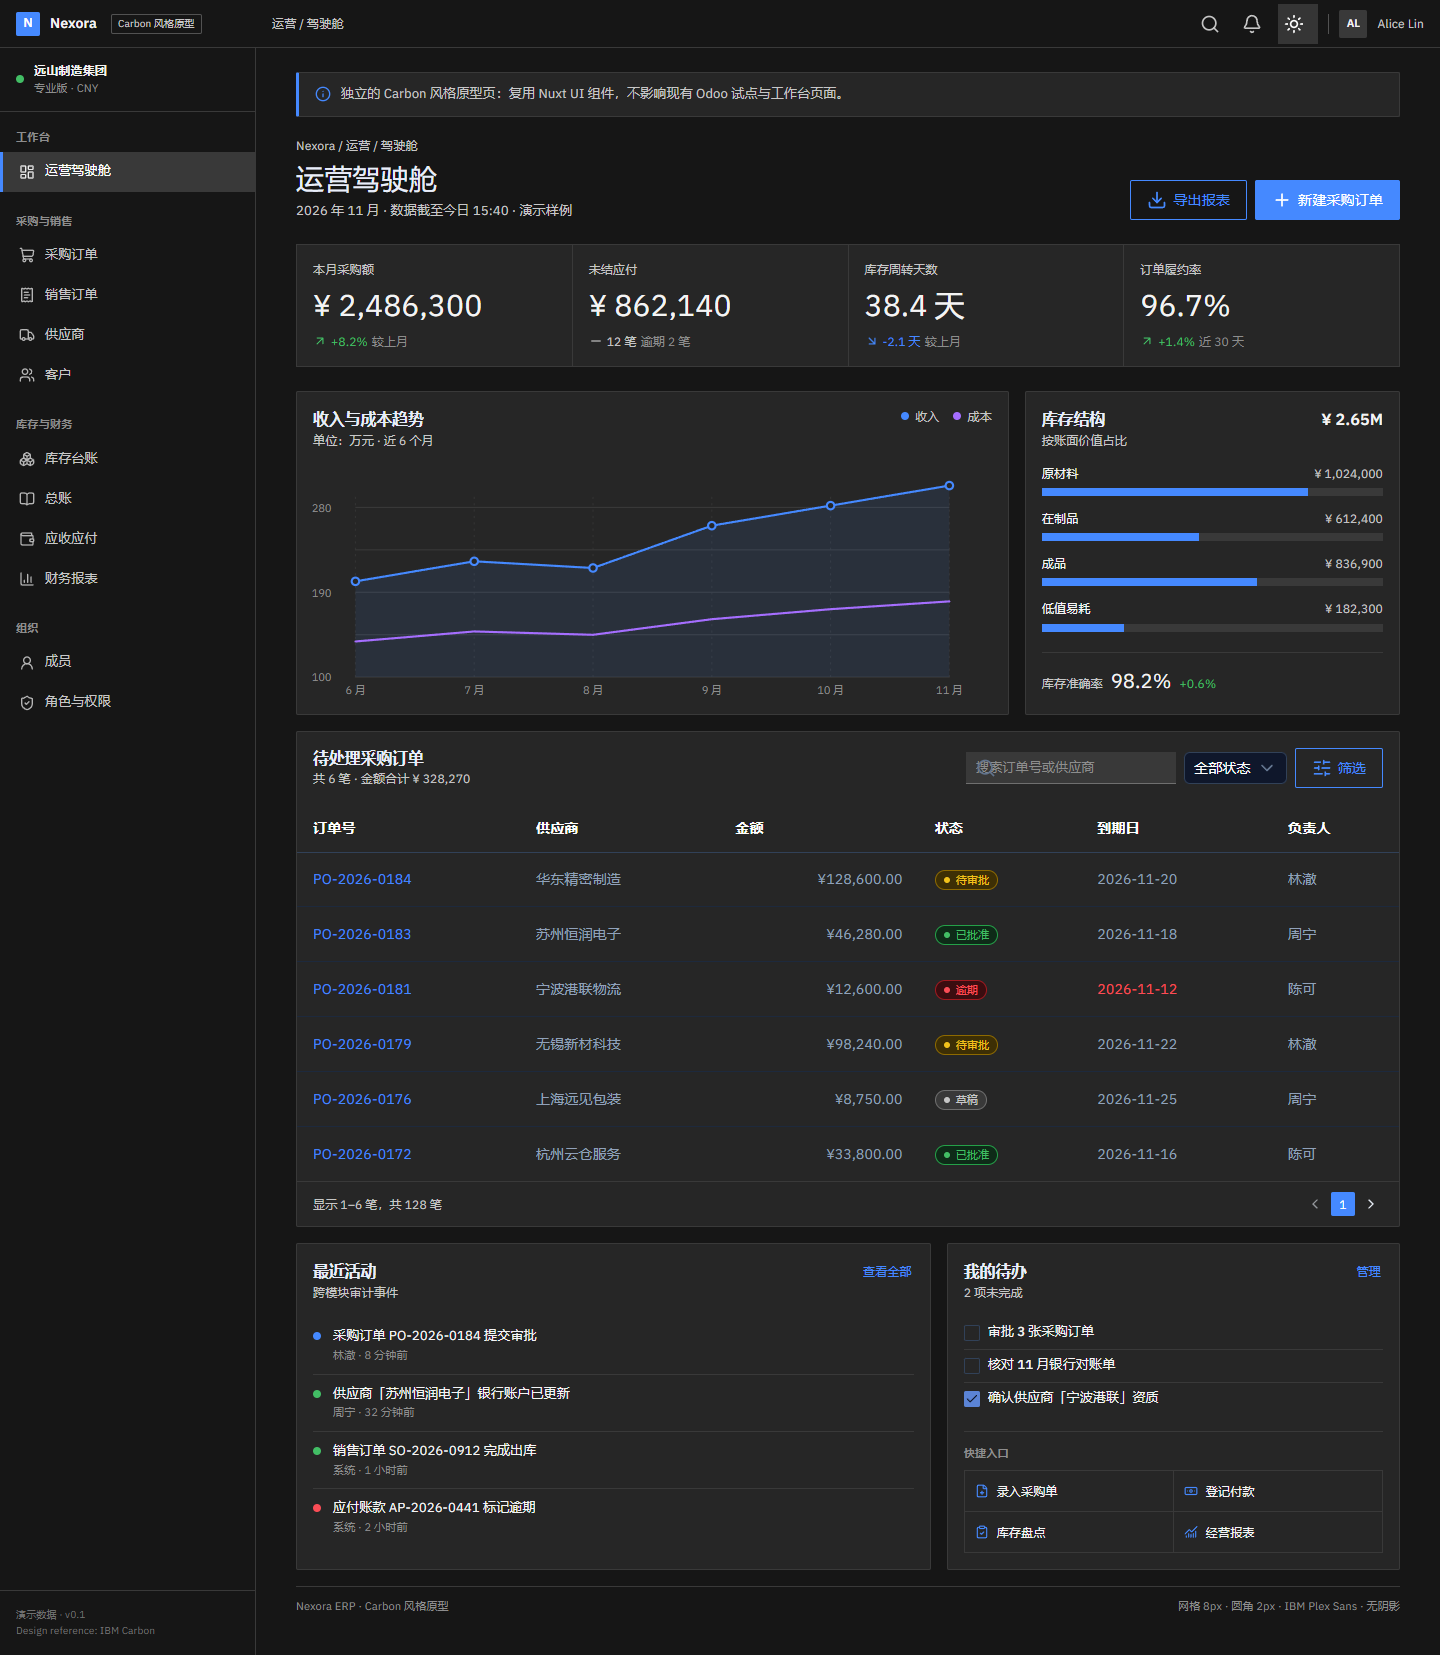 N Nexora Carbon 风格原型 运营 / 驾驶舱 AL Alice Lin
远山制造集团
专业版 · CNY
工作台
运营驾驶舱
采购与销售
采购订单
销售订单
供应商
客户
库存与财务
库存台账
总账
应收应付
财务报表
组织
成员
角色与权限
演示数据 · v0.1
Design reference: IBM Carbon
独立的 Carbon 风格原型页：复用 Nuxt UI 组件，不影响现有 Odoo 试点与工作台页面。
Nexora / 运营 / 驾驶舱
运营驾驶舱
2026 年 11 月 · 数据截至今日 15:40 · 演示样例
导出报表 新建采购订单
本月采购额
¥ 2,486,300
+8.2% 较上月
未结应付
¥ 862,140
12 笔 逾期 2 笔
库存周转天数
38.4 天
-2.1 天 较上月
订单履约率
96.7%
+1.4% 近 30 天
收入与成本趋势 收入 成本
单位：万元 · 近 6 个月
280
190
100
6 月 7 月 8 月 9 月 10 月 11 月
库存结构 ¥ 2.65M
按账面价值占比
原材料 ¥ 1,024,000
在制品 ¥ 612,400
成品 ¥ 836,900
低值易耗 ¥ 182,300
库存准确率 98.2% +0.6%
待处理采购订单
共 6 笔 · 金额合计 ¥ 328,270
搜索订单号或供应商 全部状态 筛选
订单号 供应商 金额 状态 到期日 负责人
PO-2026-0184 华东精密制造 ¥128,600.00 待审批 2026-11-20 林澈
PO-2026-0183 苏州恒润电子 ¥46,280.00 已批准 2026-11-18 周宁
PO-2026-0181 宁波港联物流 ¥12,600.00 逾期 2026-11-12 陈可
PO-2026-0179 无锡新材科技 ¥98,240.00 待审批 2026-11-22 林澈
PO-2026-0176 上海远见包装 ¥8,750.00 草稿 2026-11-25 周宁
PO-2026-0172 杭州云仓服务 ¥33,800.00 已批准 2026-11-16 陈可
显示 1–6 笔，共 128 笔 1
最近活动 查看全部
跨模块审计事件
采购订单 PO-2026-0184 提交审批
林澈 · 8 分钟前
供应商「苏州恒润电子」银行账户已更新
周宁 · 32 分钟前
销售订单 SO-2026-0912 完成出库
系统 · 1 小时前
应付账款 AP-2026-0441 标记逾期
系统 · 2 小时前
我的待办 管理
2 项未完成
审批 3 张采购订单
核对 11 月银行对账单
确认供应商「宁波港联」资质
快捷入口
录入采购单 登记付款
库存盘点 经营报表
Nexora ERP · Carbon 风格原型 网格 8px · 圆角 2px · IBM Plex Sans · 无阴影